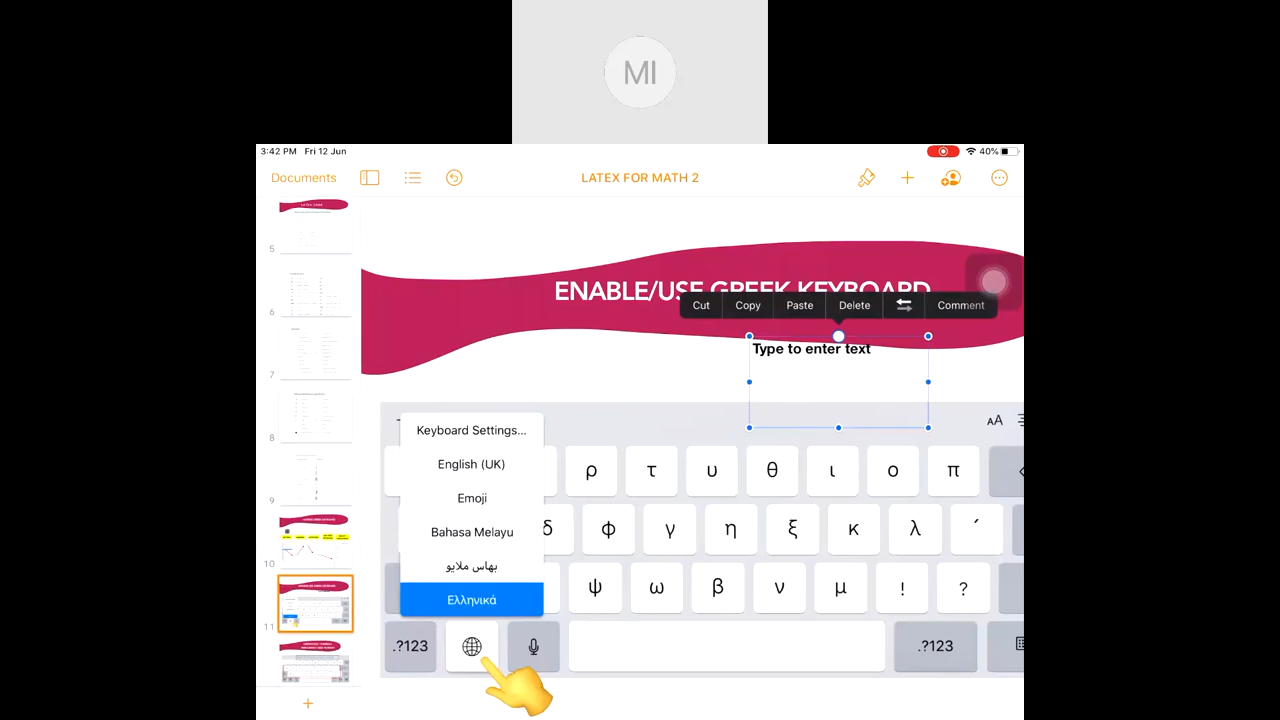 MI
3:42 PM Fri 12 Jun
40%
Documents
LATEX FOR MATH 2
5
6
7
8
9
10
11
ENABLE/USE GREEK KEYBOARD
Cut Copy Paste Delete Comment
Type to enter text
AA
Keyboard Settings...
English (UK)
Emoji
Bahasa Melayu
بهاس ملايو
Ελληνικά
ρ τ υ θ ι ο π
δ φ γ η ξ κ λ ´
ψ ω β ν μ ! ?
.?123 .?123